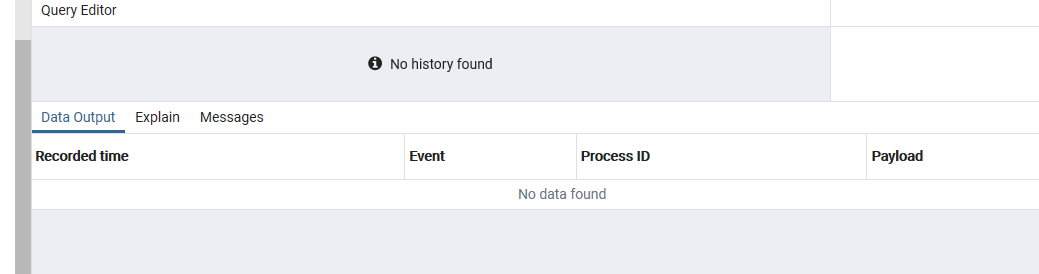 Query Editor
No history found
Data Output Explain Messages
Recorded time Event Process ID Payload
No data found